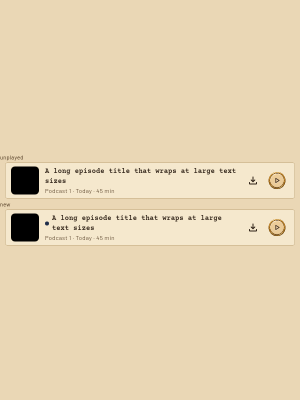 unplayed
A long episode title that wraps at large text
sizes
Podcast 1 · Today · 45 min
new
A long episode title that wraps at large
text sizes
Podcast 1 · Today · 45 min